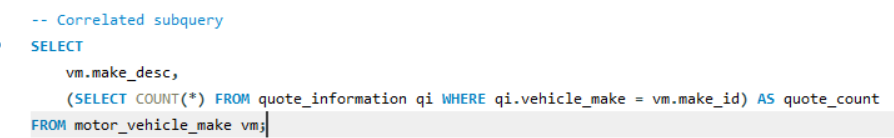 -- Correlated subquery
SELECT
vm.make_desc,
(SELECT COUNT(*) FROM quote_information qi WHERE qi.vehicle_make = vm.make_id) AS quote_count
FROM motor_vehicle_make vm;